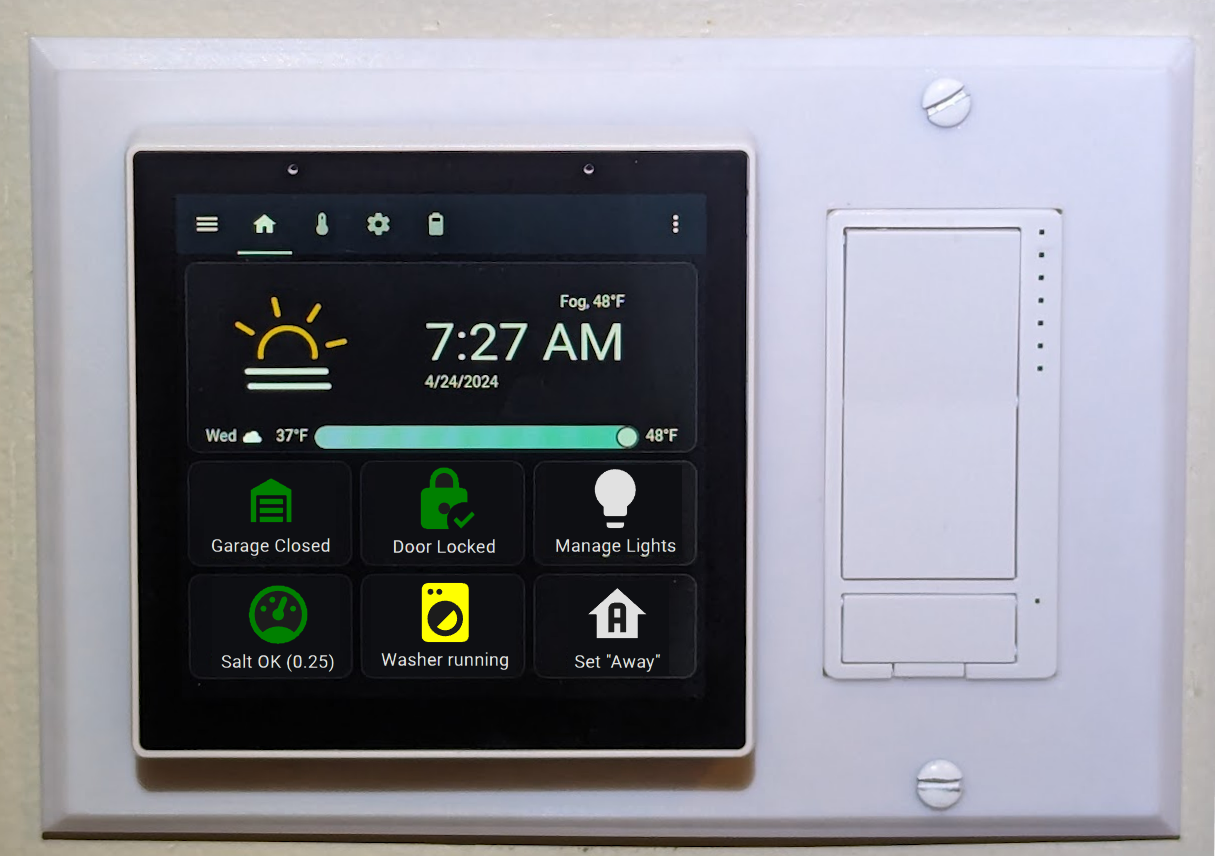 Fog, 48°F
7:27 AM
4/24/2024
Wed 37°F 48°F
Garage Closed Door Locked Manage Lights
A
Salt OK (0.25) Washer running Set "Away"